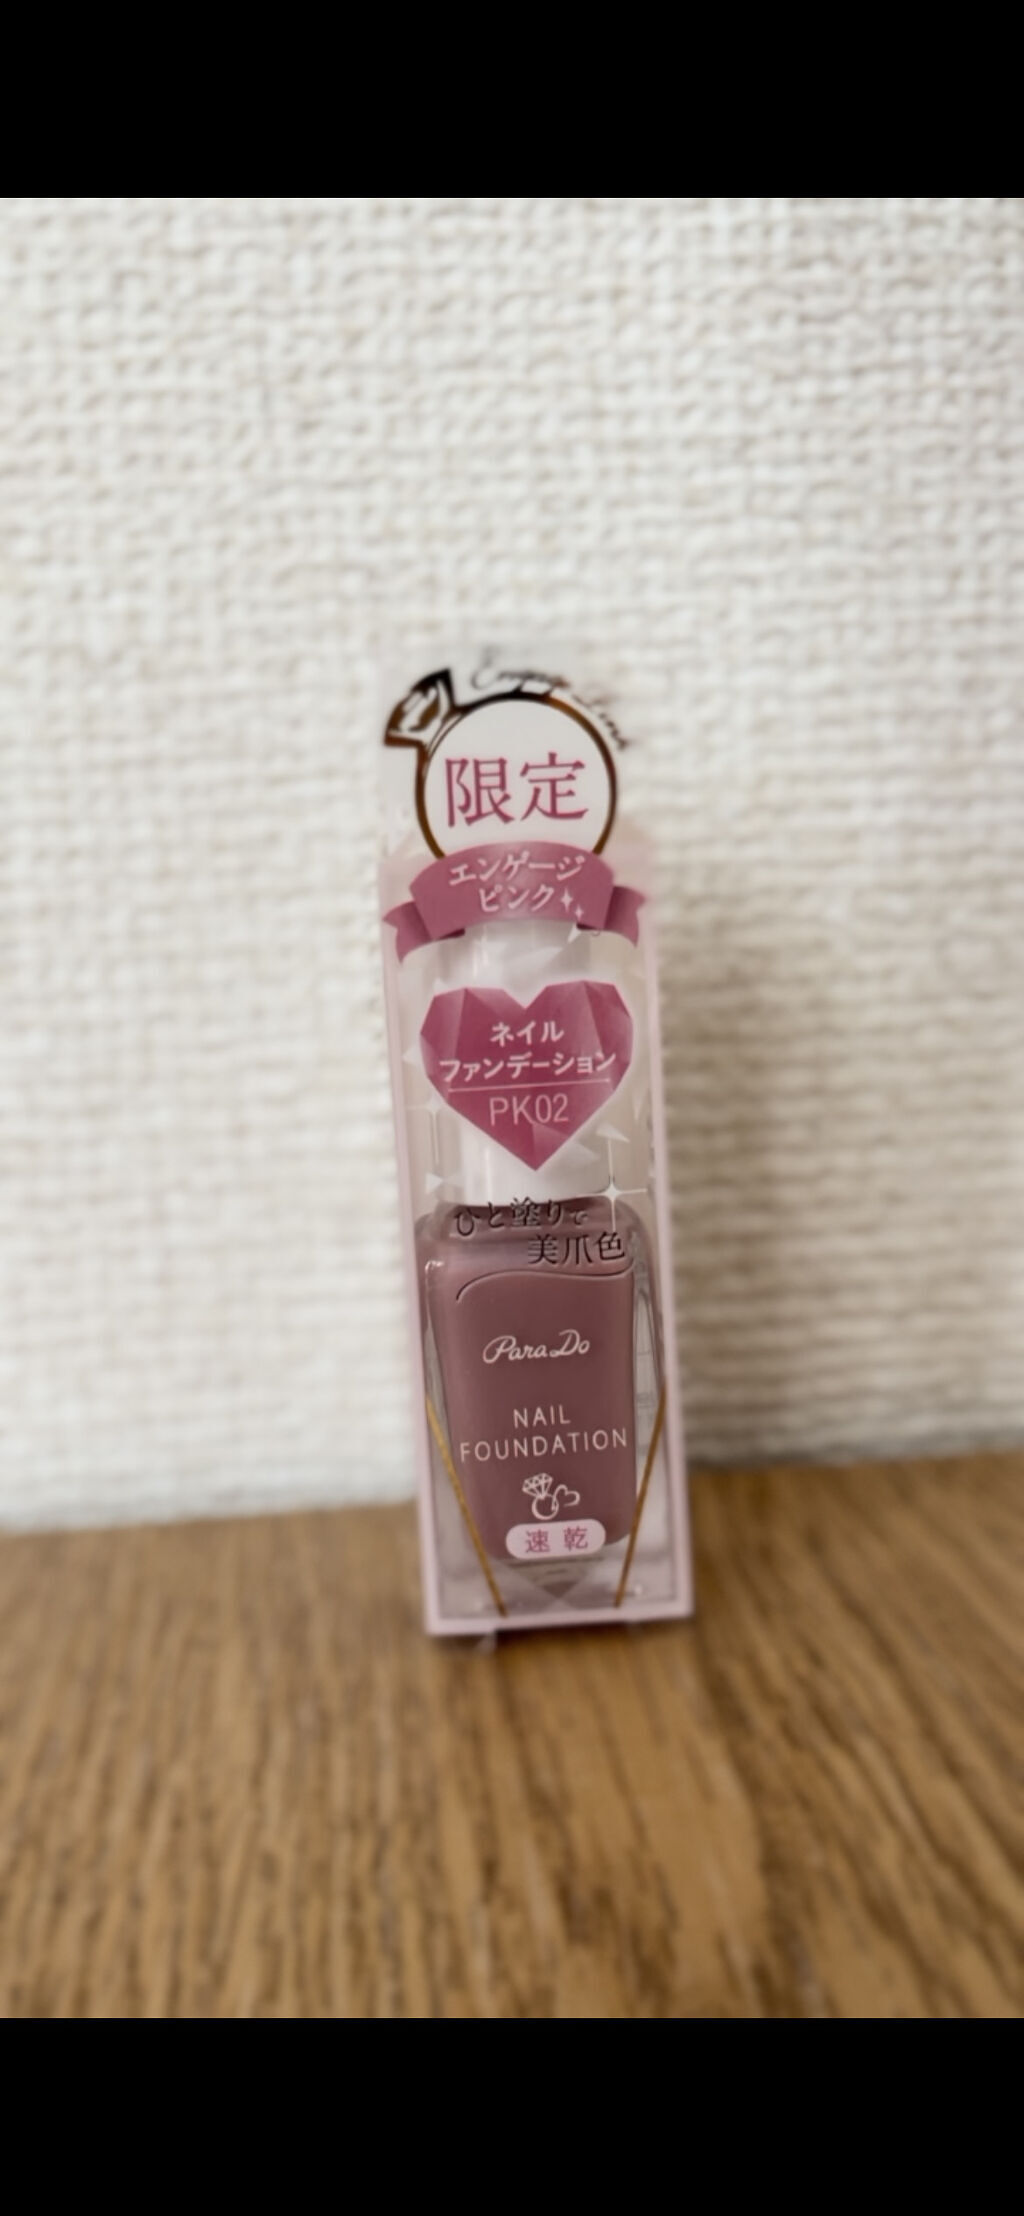 限定
エンゲージ
ピンク
ネイル
ファンデーション
PK02
ひと塗りで
美爪色
Para Do
NAIL
FOUNDATION
速乾